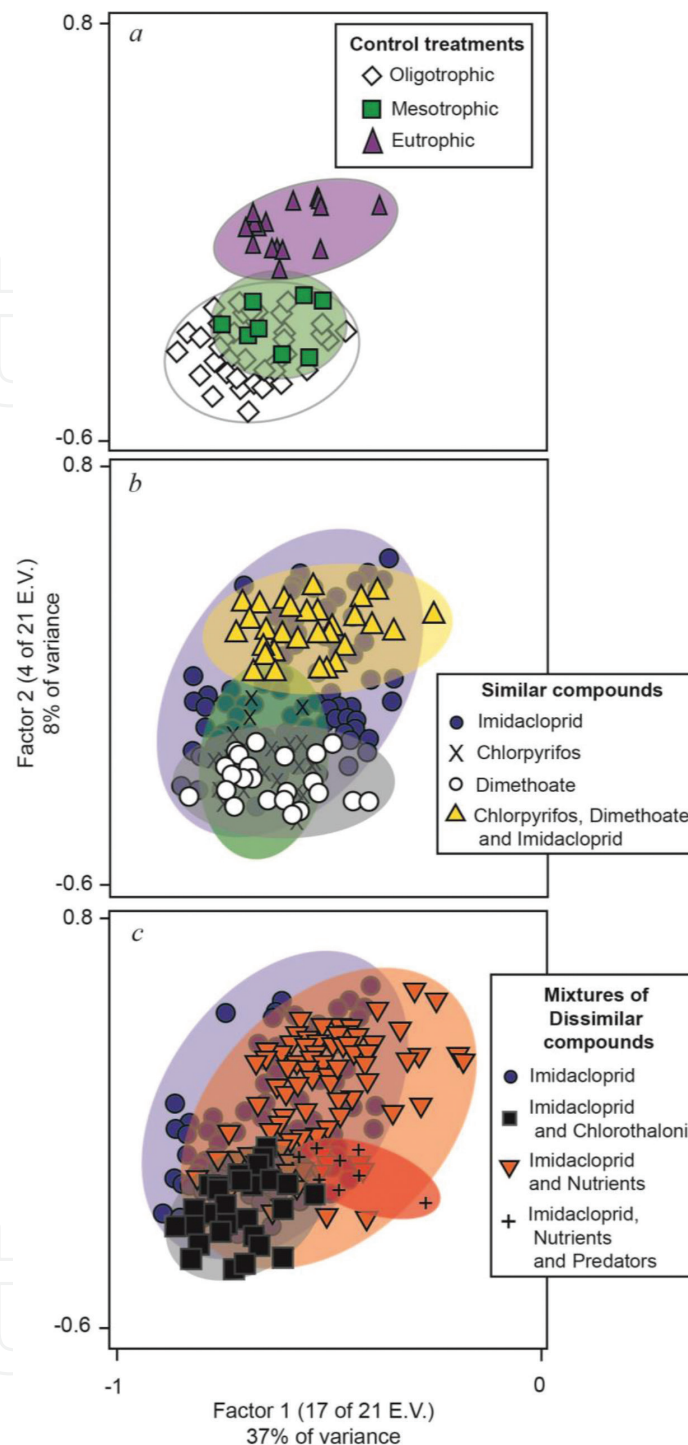 0.8
a
Control treatments
Oligotrophic
Mesotrophic
Eutrophic
-0.6
0.8
b
Factor 2 (4 of 21 E.V.)
8% of variance
Similar compounds
Imidacloprid
Chlorpyrifos
Dimethoate
Chlorpyrifos, Dimethoate
and Imidacloprid
-0.6
0.8
c
Mixtures of
Dissimilar
compounds
Imidacloprid
Imidacloprid
and Chlorothaloni
Imidacloprid
and Nutrients
Imidacloprid,
Nutrients
and Predators
-0.6
-1
0
Factor 1 (17 of 21 E.V.)
37% of variance